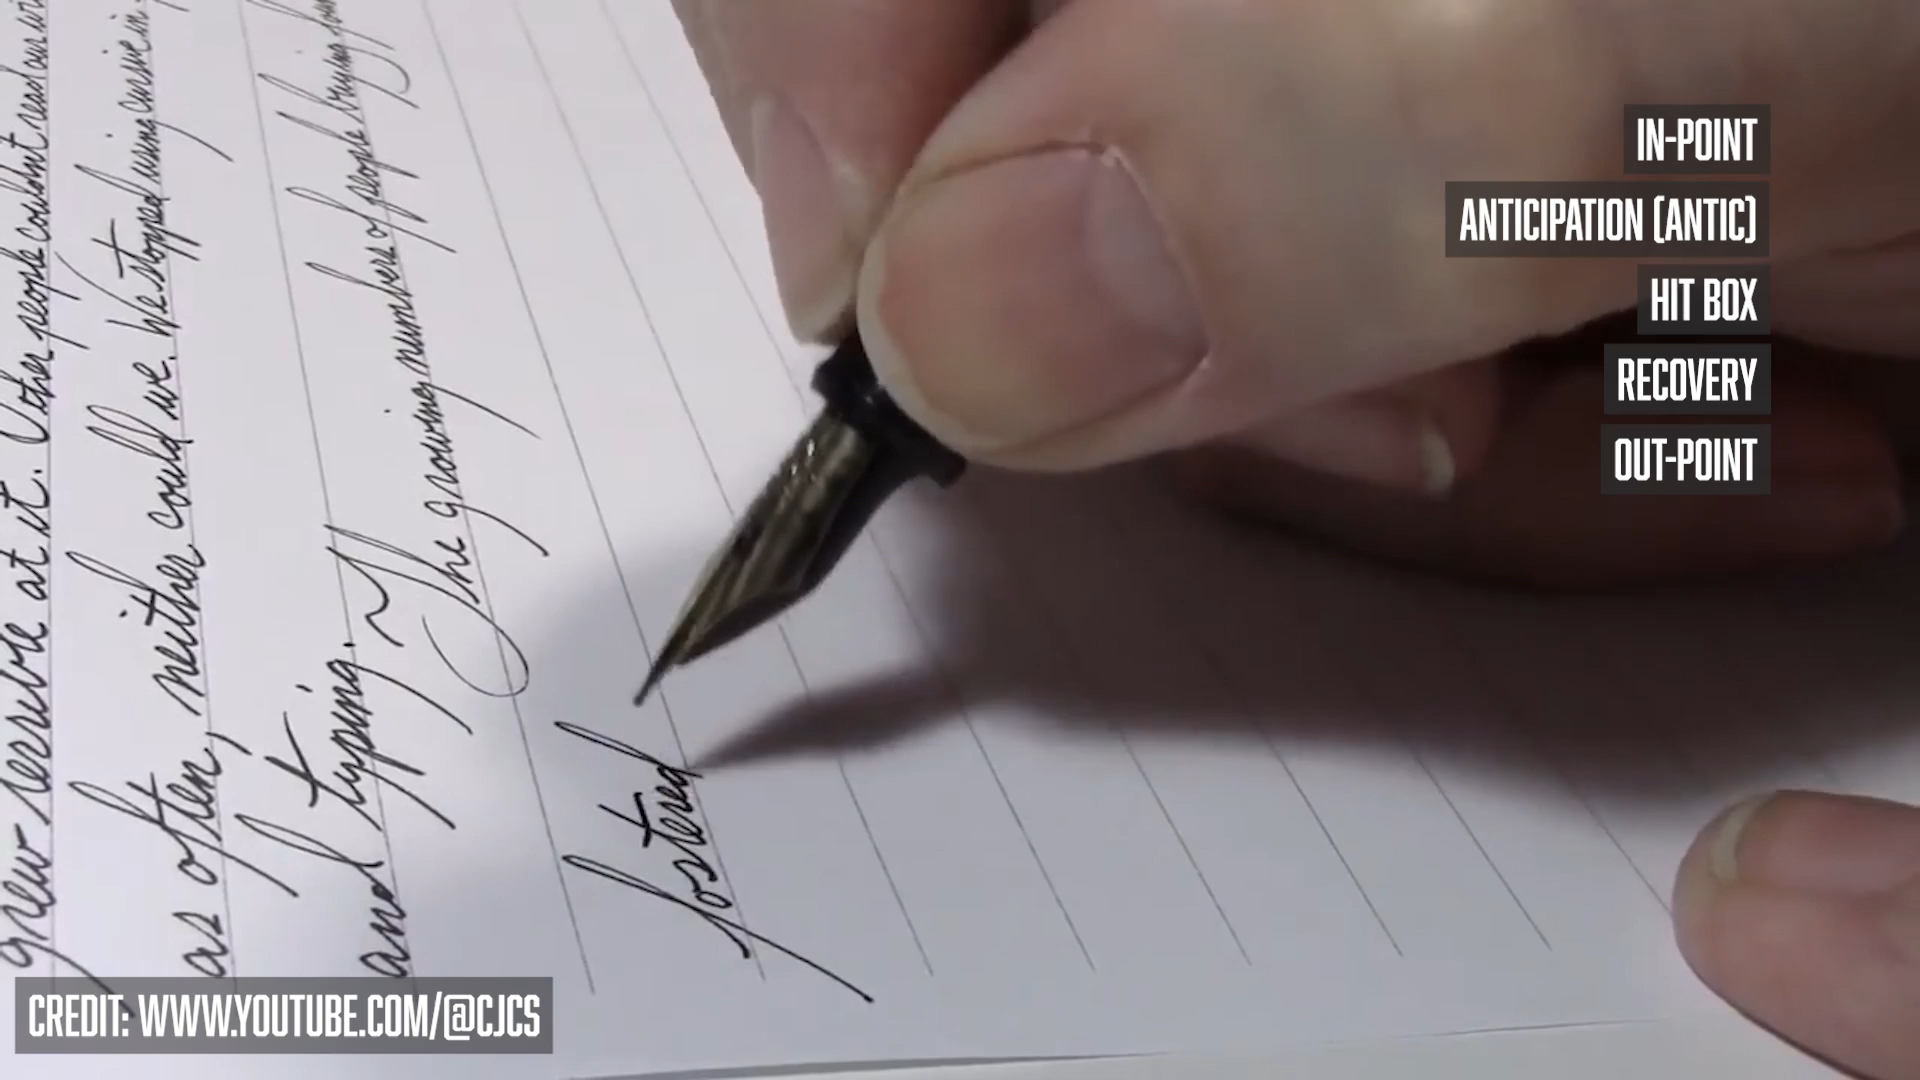 grew terrible at it. Other people couldn't read our
as often, neither could we. We stopped using cursive in
and typing. ~ The growing numbers of people buying
fostered
IN-POINT
ANTICIPATION (ANTIC)
HIT BOX
RECOVERY
OUT-POINT
CREDIT: WWW.YOUTUBE.COM/@CJCS